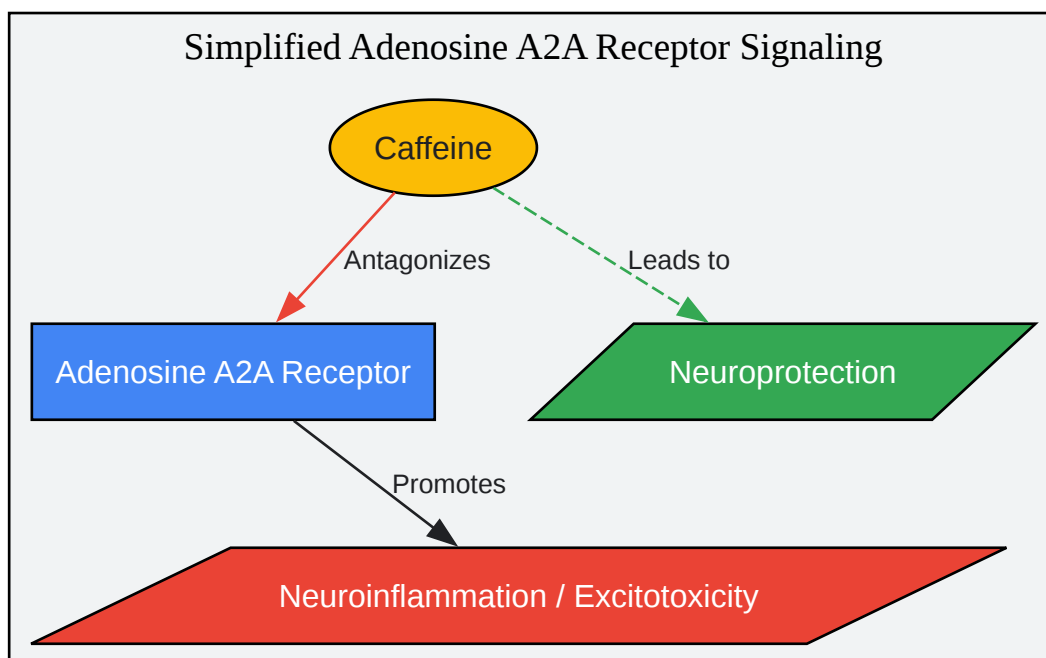 Simplified Adenosine A2A Receptor Signaling
Caffeine
Antagonizes
Leads to
Adenosine A2A Receptor
Neuroprotection
Promotes
Neuroinflammation / Excitotoxicity